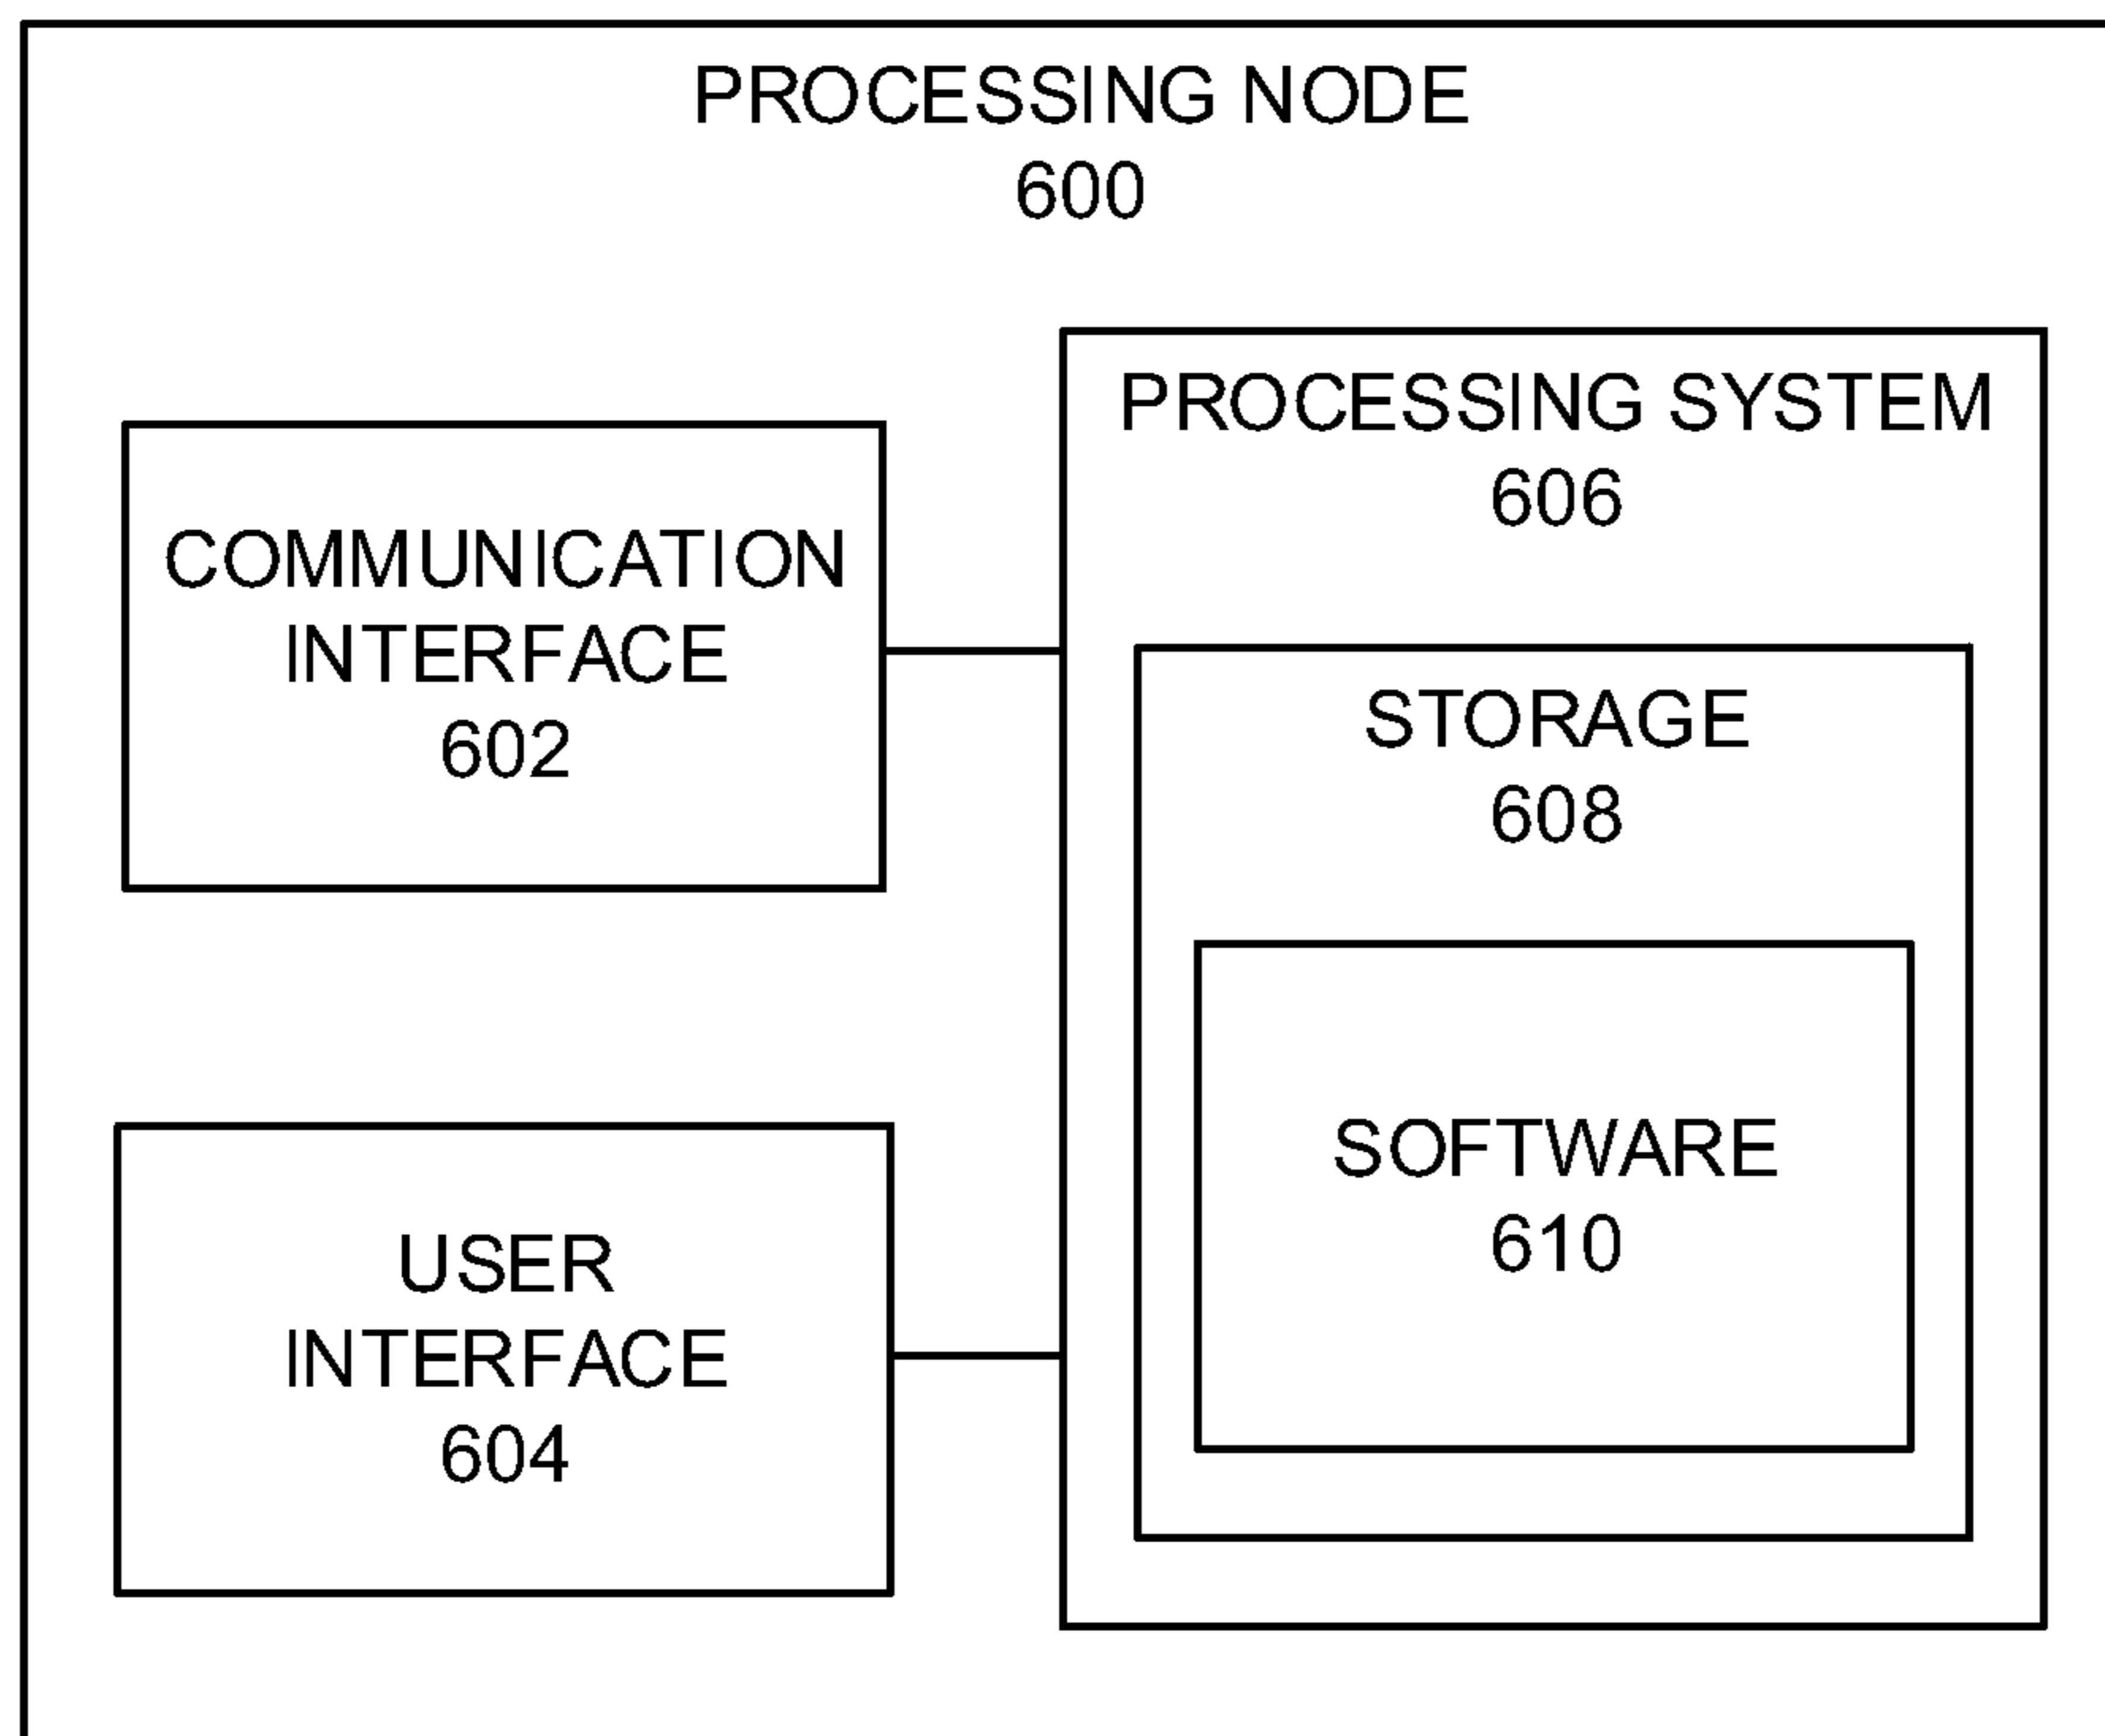 PROCESSING NODE
600
PROCESSING SYSTEM
606
COMMUNICATION
INTERFACE
602
STORAGE
608
SOFTWARE
610
USER
INTERFACE
604